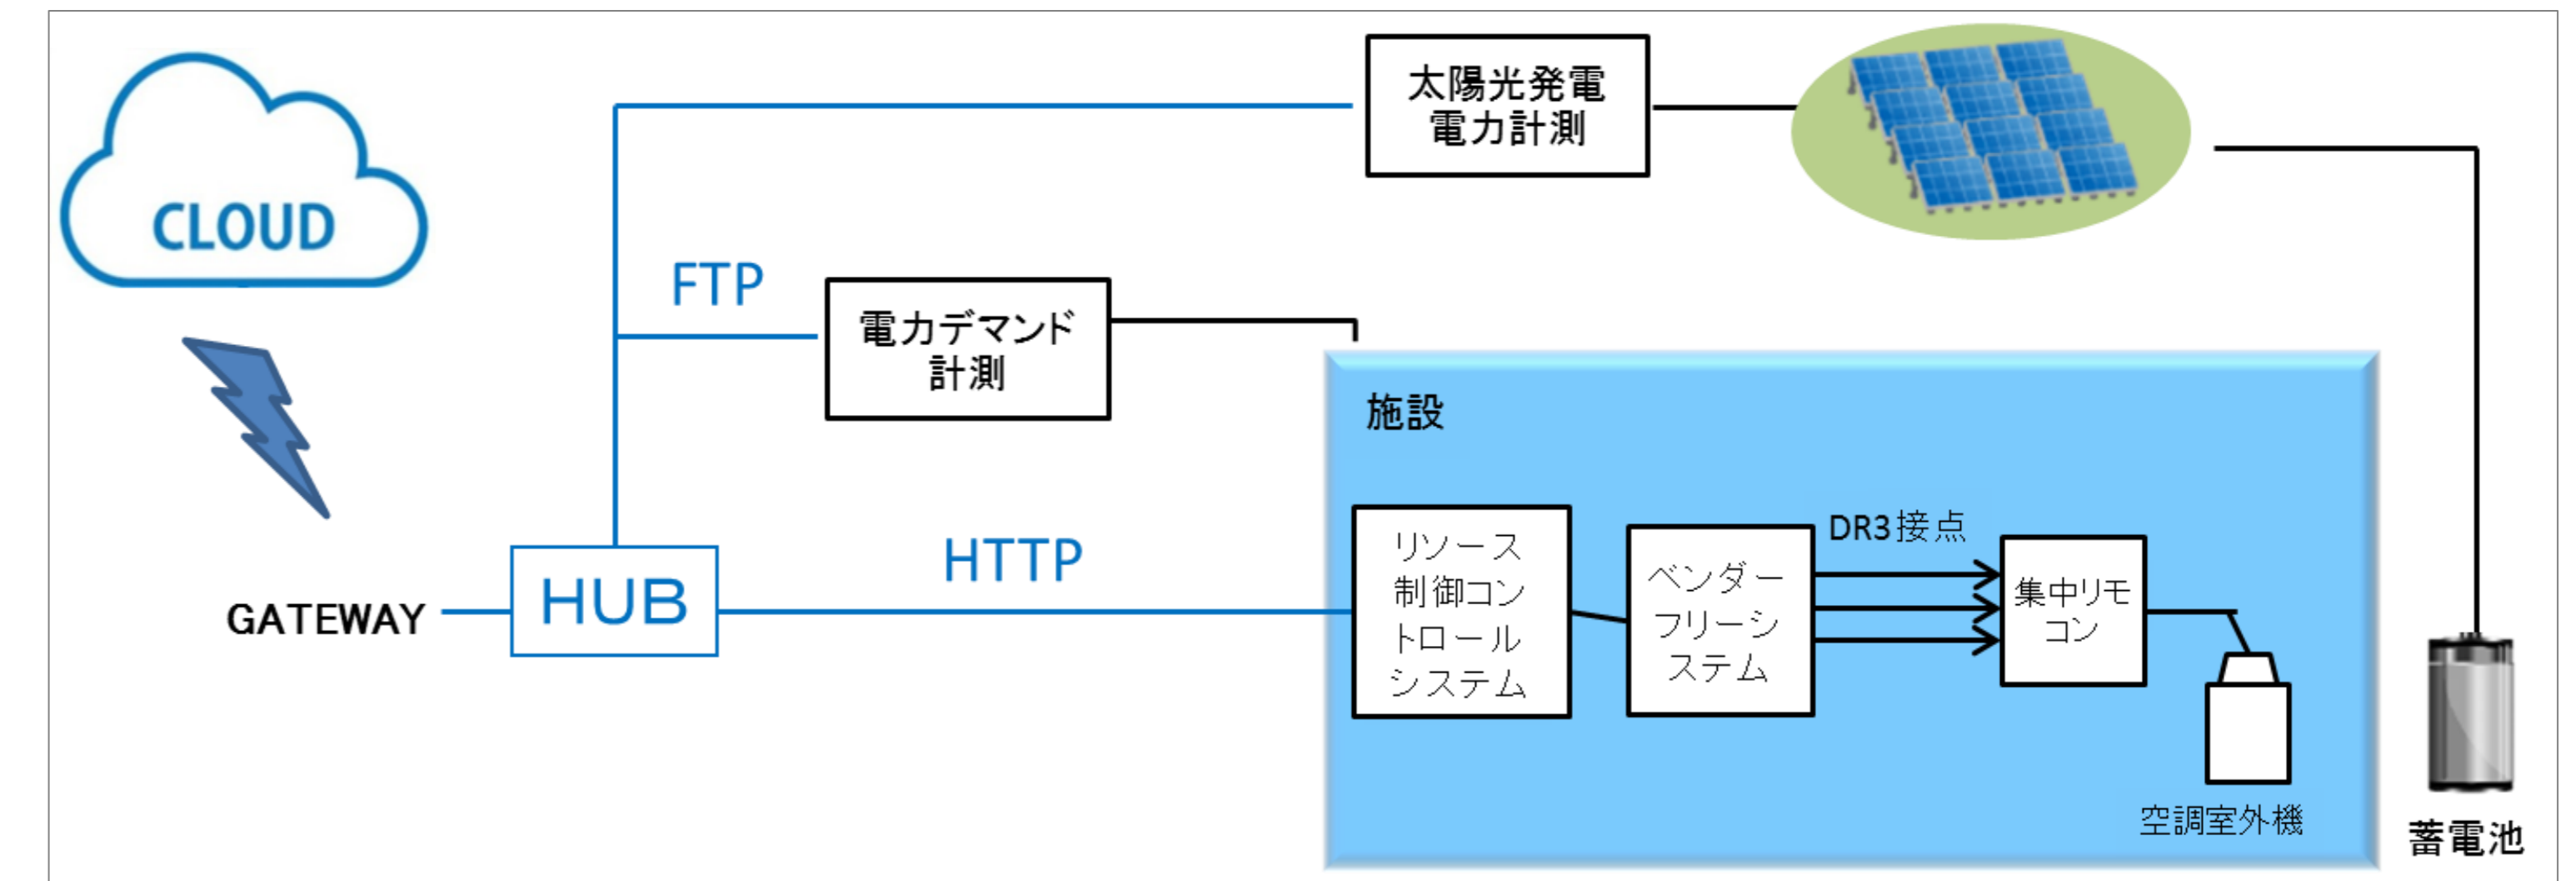 太陽光発電
電力計測
CLOUD
FTP
電力デマンド
計測
施設
HTTP
GATEWAY
HUB
リソース
制御コン
トロール
システム
ベンダー
フリーシ
ステム
DR3接点
集中リモ
コン
空調室外機
蓄電池